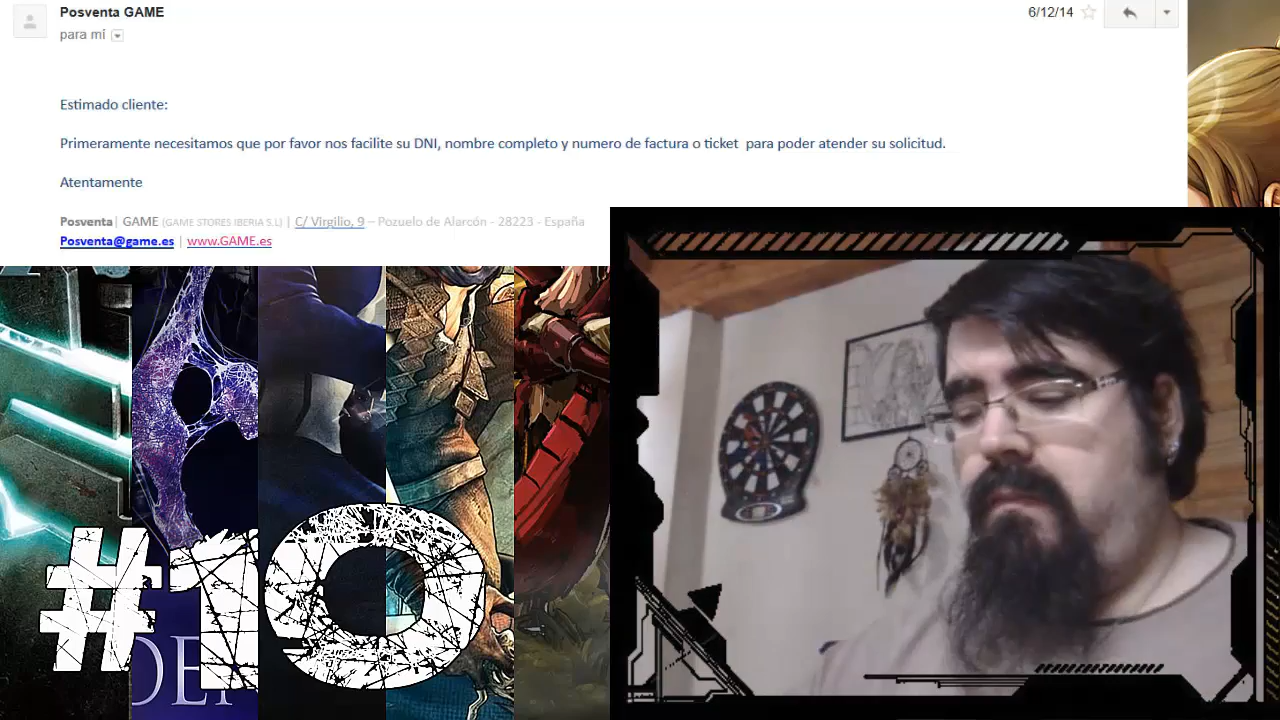 Posventa GAME
6/12/14
para mí
Estimado cliente:
Primeramente necesitamos que por favor nos facilite su DNI, nombre completo y numero de factura o ticket para poder atender su solicitud.
Atentamente
Posventa| GAME (GAME STORES IBERIA S.L) | C/ Virgilio, 9 – Pozuelo de Alarcón - 28223 - España
Posventa@game.es | www.GAME.es
#10